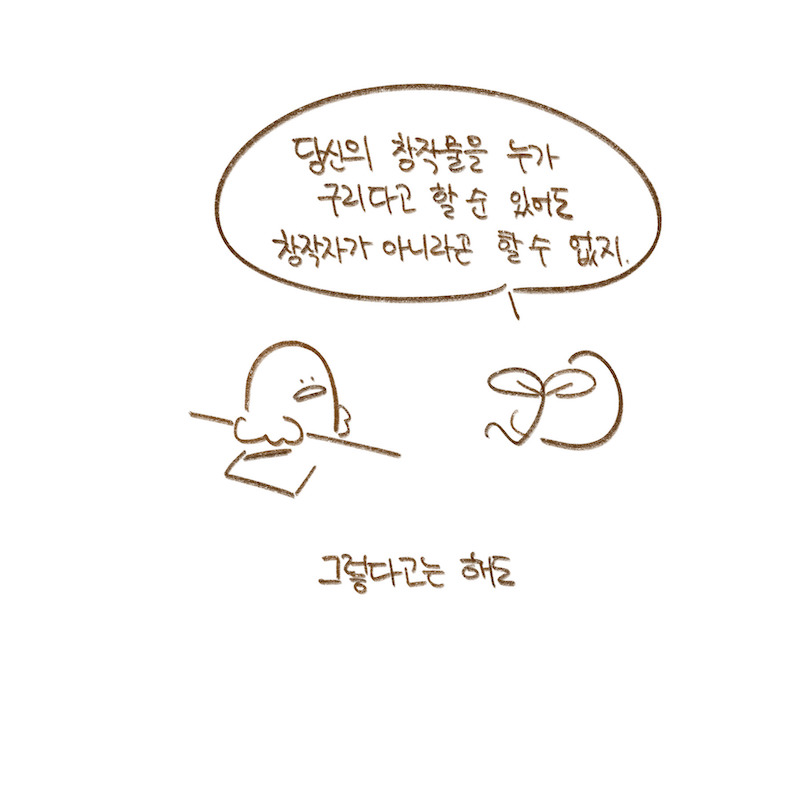 당신의 창작물을 누가
구리다고 할 순 있어도
창작자가 아니라곤 할 수 없지.
그렇다고는 해도